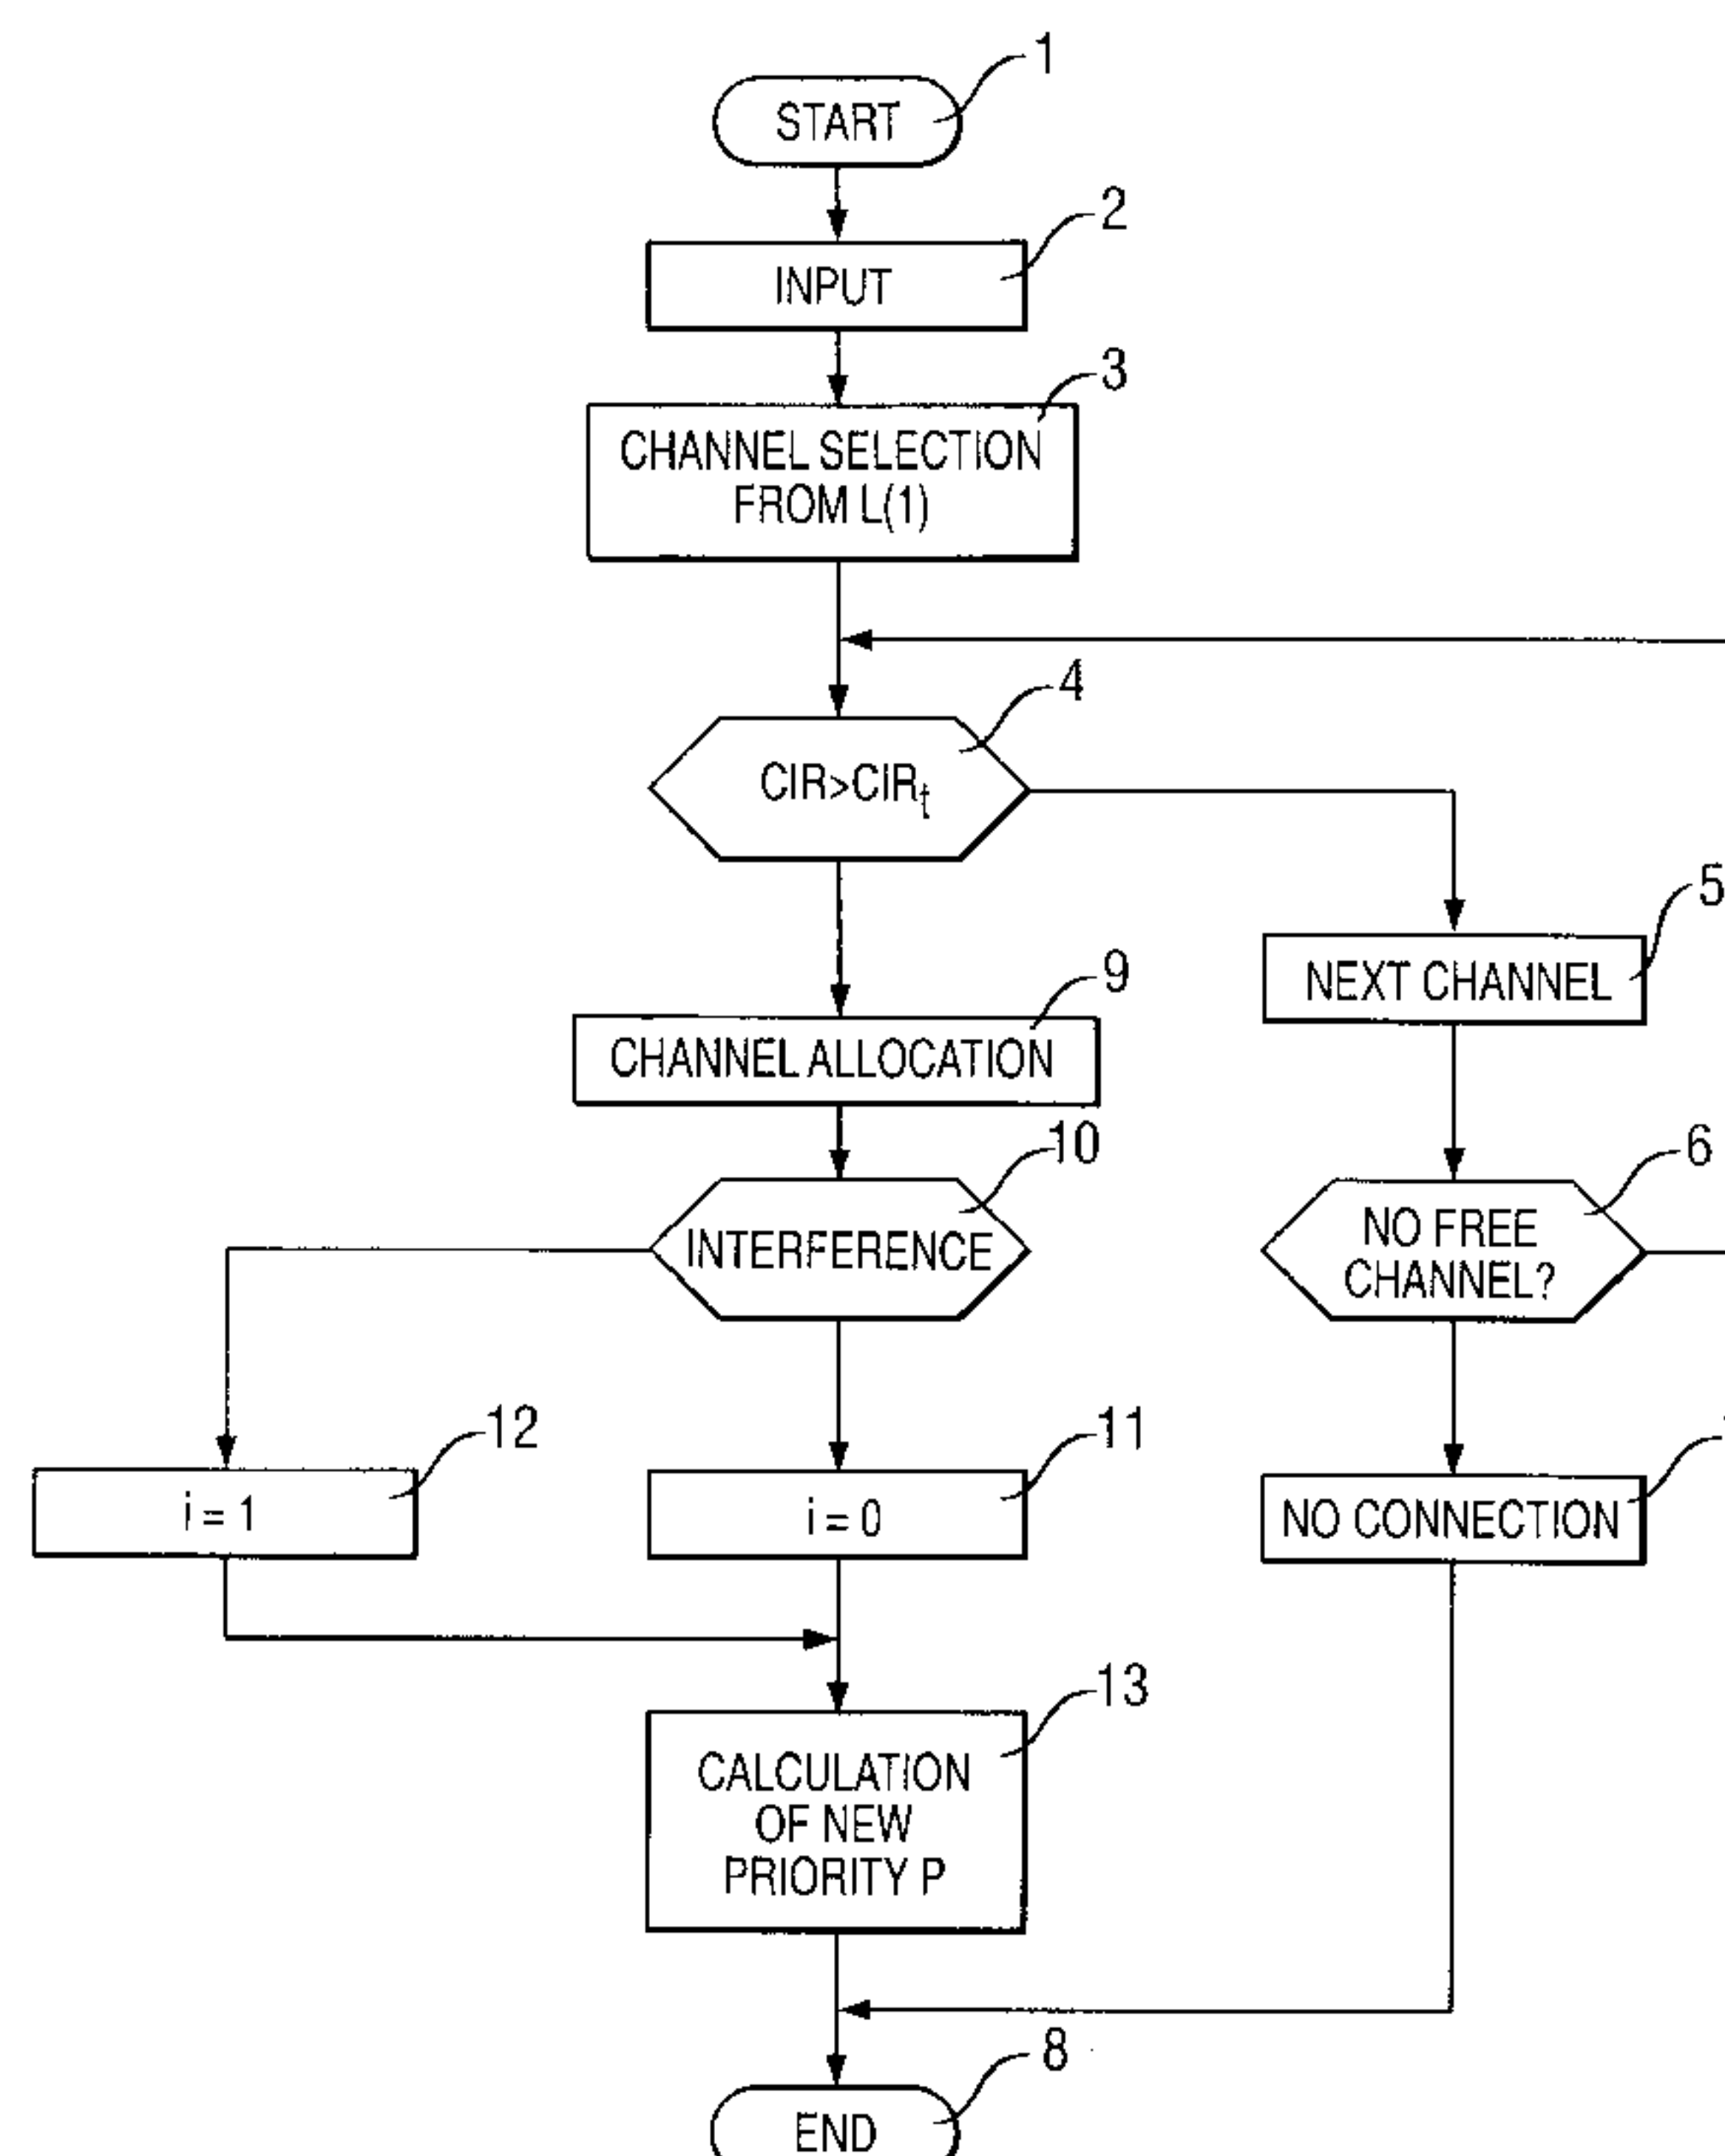 1
START
2
INPUT
3
CHANNEL SELECTION
FROM L(1)
4
CIR>CIRt
5
NEXT CHANNEL
9
CHANNEL ALLOCATION
10
INTERFERENCE
6
NO FREE
CHANNEL?
12
i = 1
11
i = 0
NO CONNECTION
13
CALCULATION
OF NEW
PRIORITY P
8
END